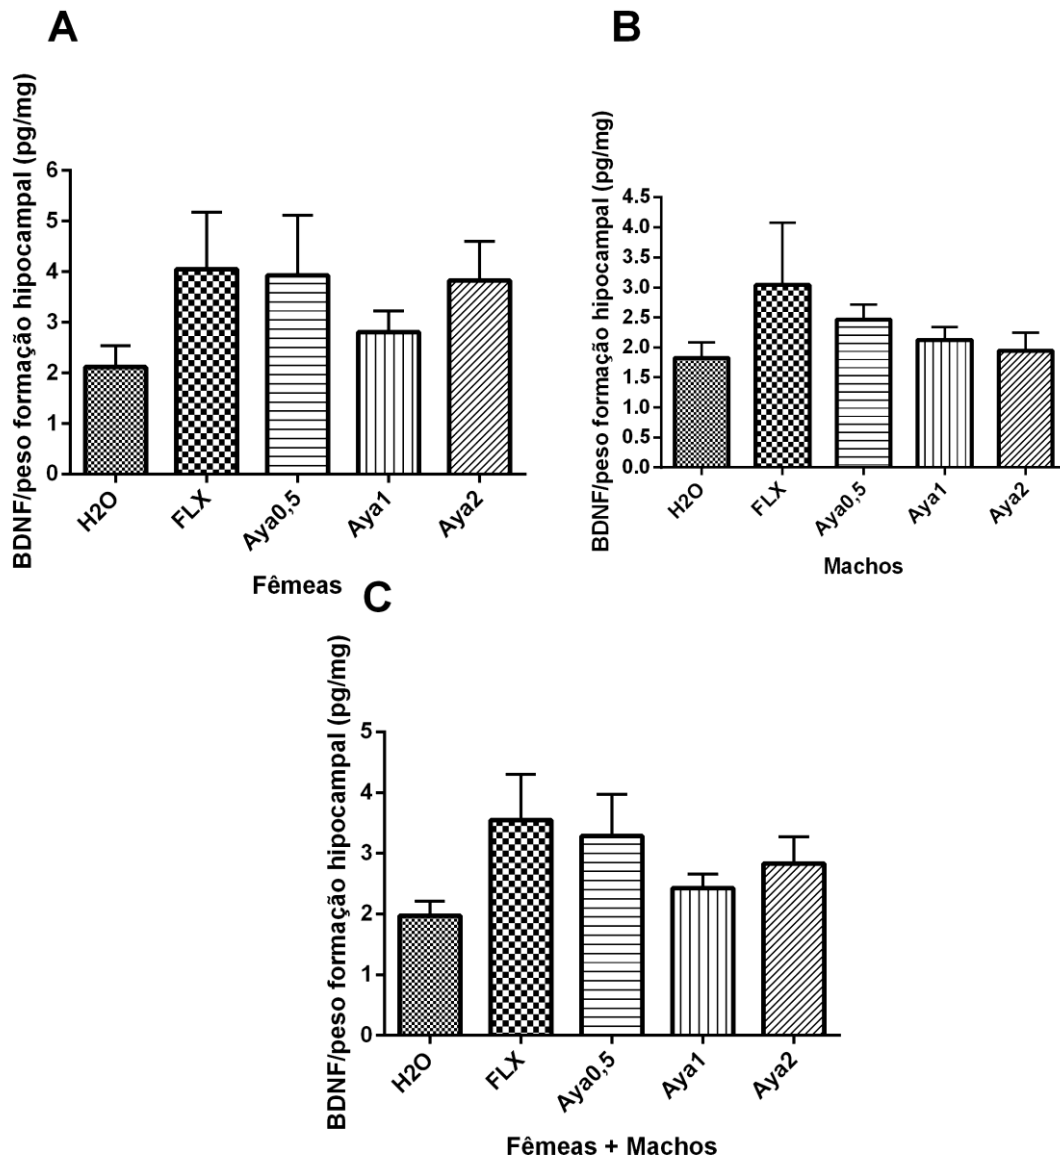 A
BDNF/peso formação hipocampal (pg/mg)
6
5
4
3
2
1
0
H2O
FLX
Aya0,5
Aya1
Aya2
Fêmeas
B
BDNF/peso formação hipocampal (pg/mg)
4.5
4.0
3.5
3.0
2.5
2.0
1.5
1.0
0.5
0.0
H2O
FLX
Aya0,5
Aya1
Aya2
Machos
C
BDNF/peso formação hipocampal (pg/mg)
5
4
3
2
1
0
H2O
FLX
Aya0,5
Aya1
Aya2
Fêmeas + Machos